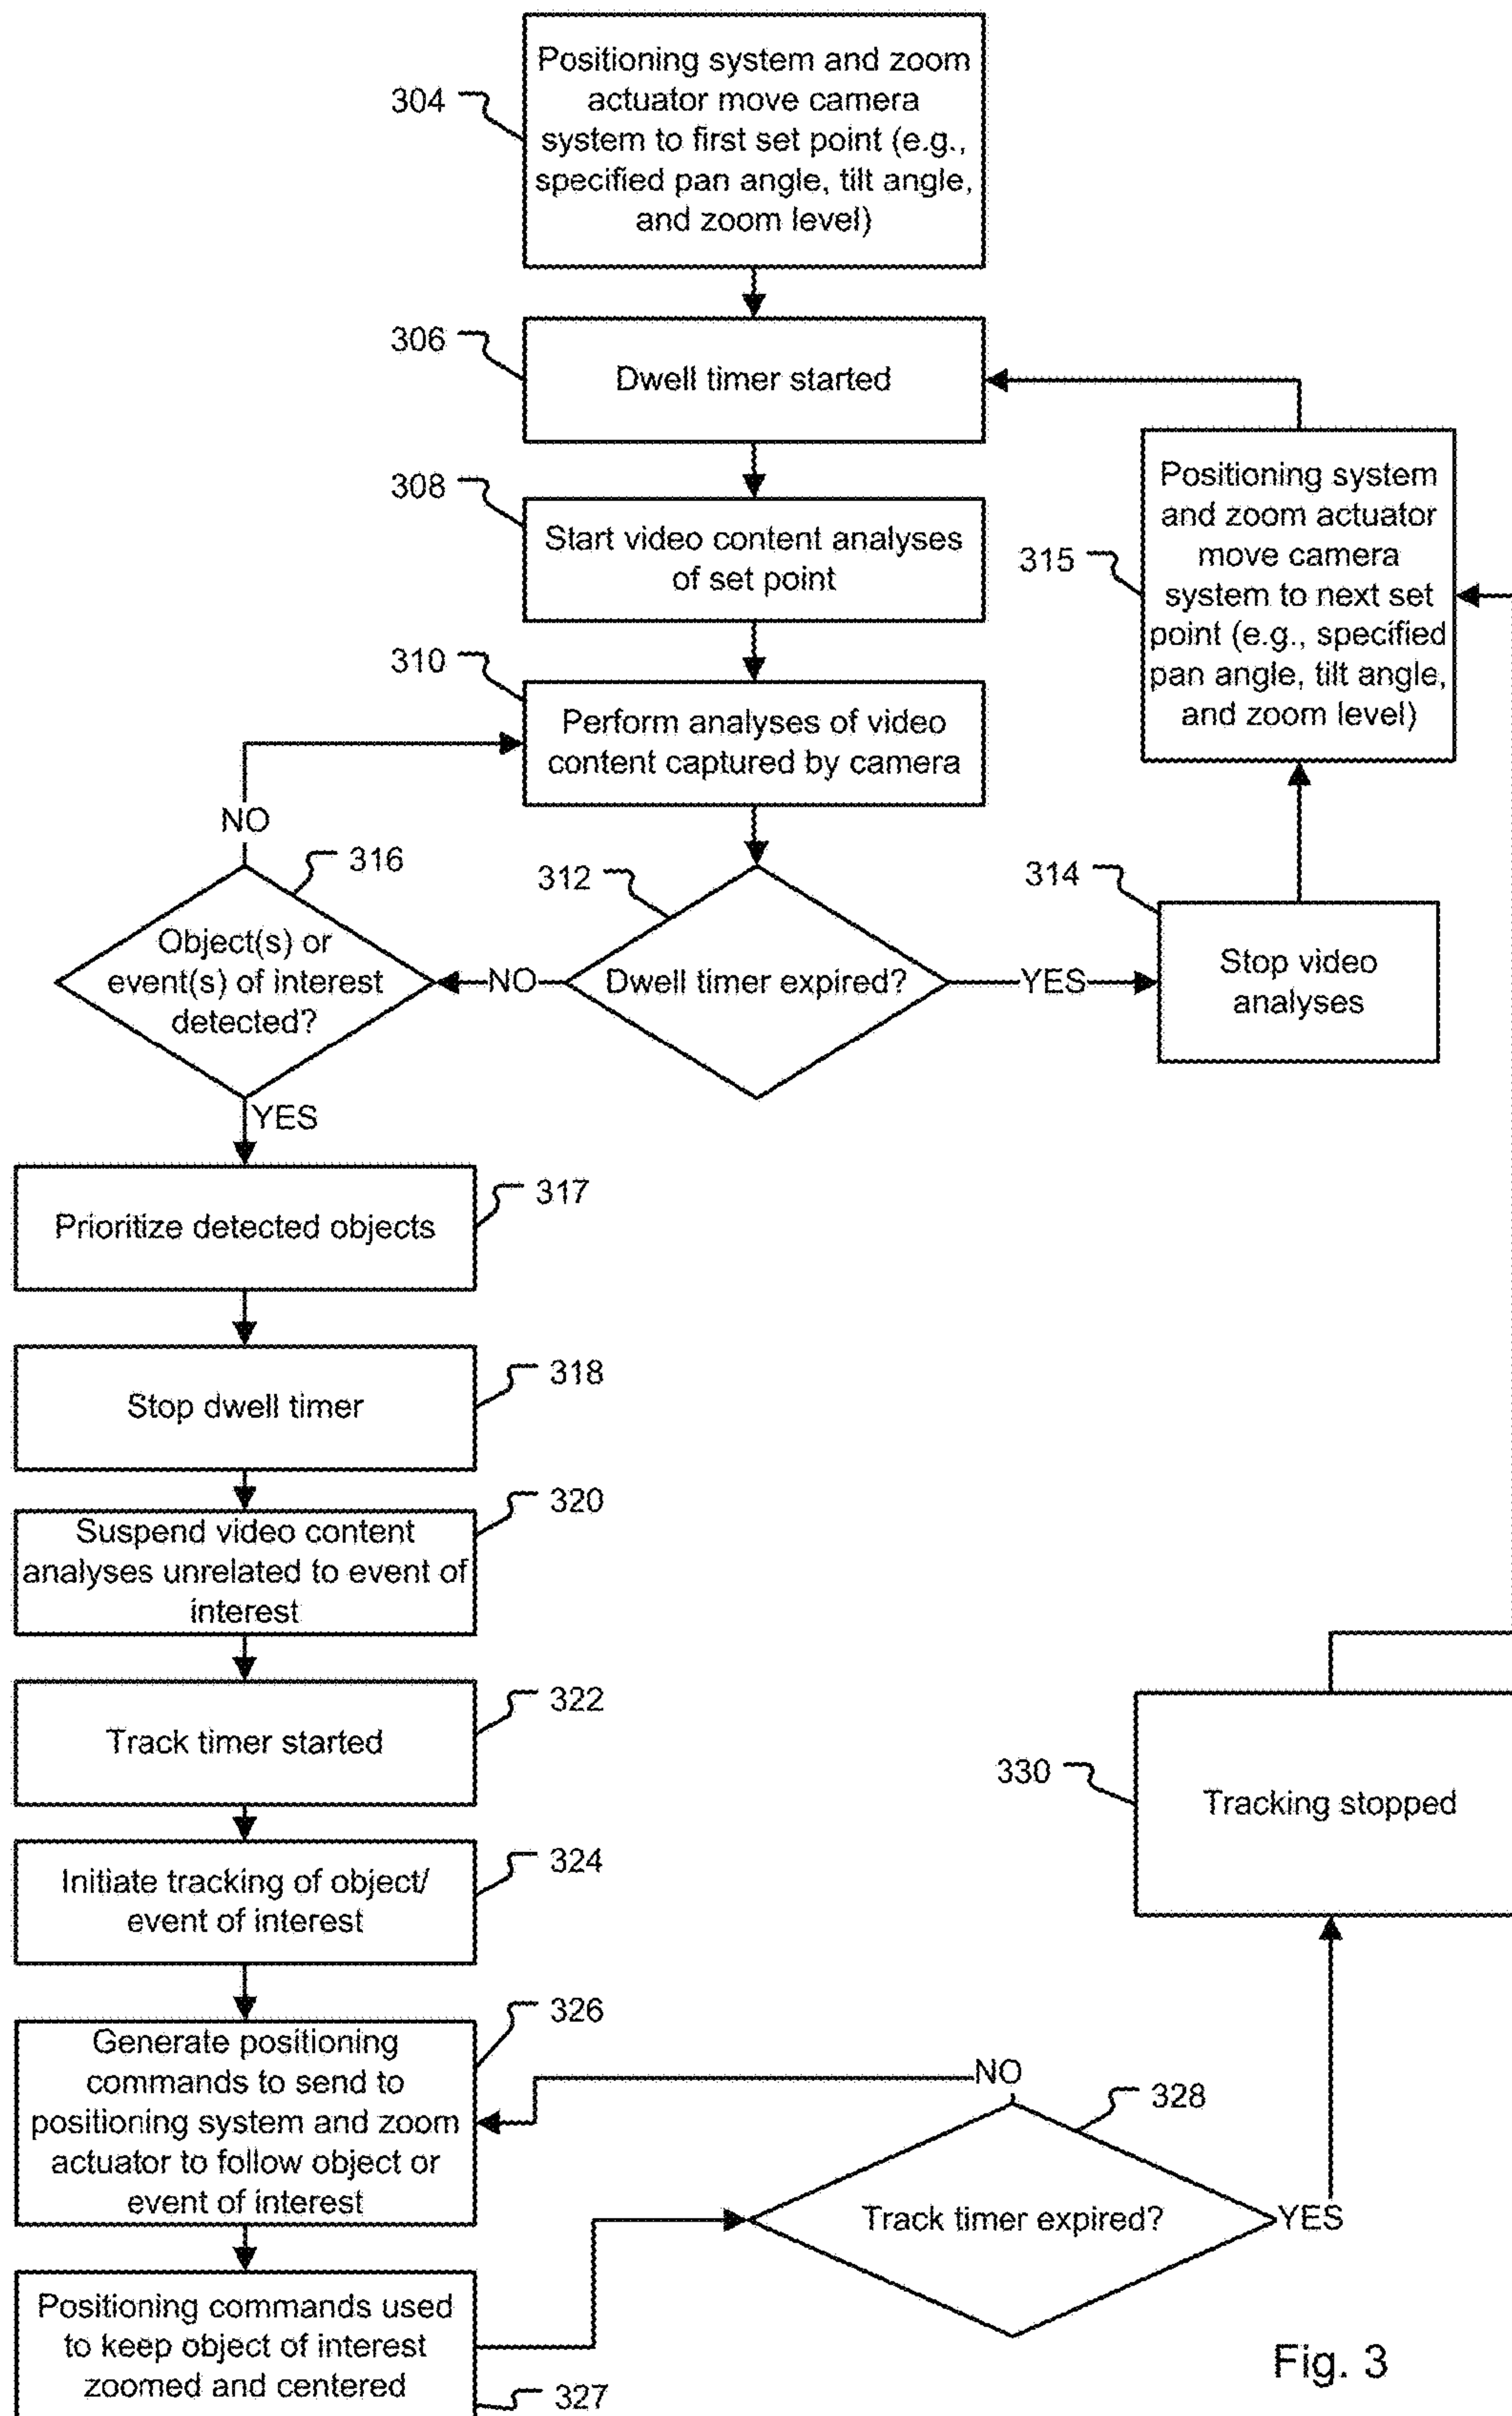 304
Positioning system and zoom
actuator move camera
system to first set point (e.g.,
specified pan angle, tilt angle,
and zoom level)
306
Dwell timer started
308
Start video content analyses
of set point
315
Positioning system
and zoom actuator
move camera
system to next set
point (e.g., specified
pan angle, tilt angle,
and zoom level)
310
Perform analyses of video
content captured by camera
NO
316
Object(s) or
event(s) of interest
detected?
NO
312
Dwell timer expired?
YES
314
Stop video
analyses
YES
Prioritize detected objects
317
Stop dwell timer
318
Suspend video content
analyses unrelated to event of
interest
320
Track timer started
322
Initiate tracking of object/
event of interest
324
330
Tracking stopped
Generate positioning
commands to send to
positioning system and zoom
actuator to follow object or
event of interest
326
NO
328
Track timer expired?
YES
Positioning commands used
to keep object of interest
zoomed and centered
327
Fig. 3